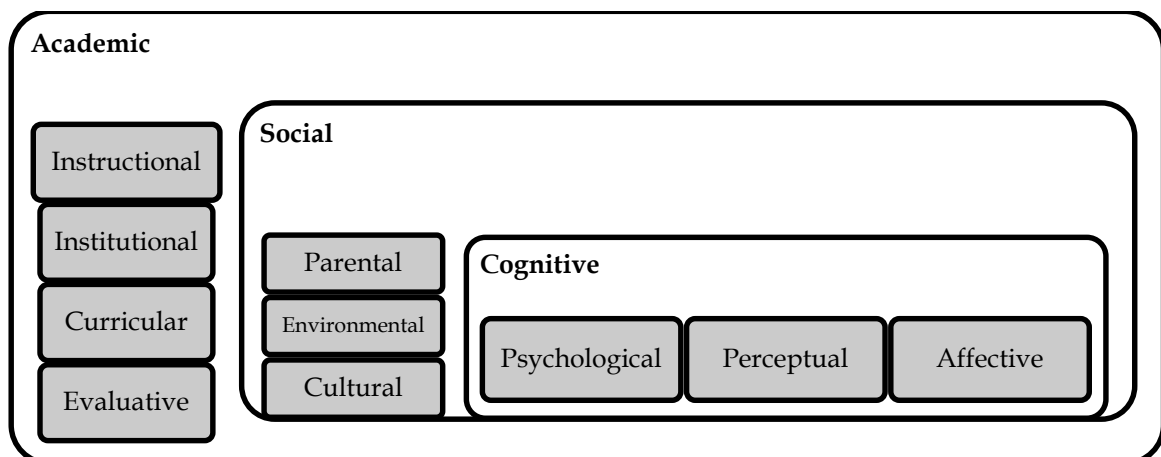 Academic
Instructional
Institutional
Curricular
Evaluative
Social
Parental
Environmental
Cultural
Cognitive
Psychological
Perceptual
Affective